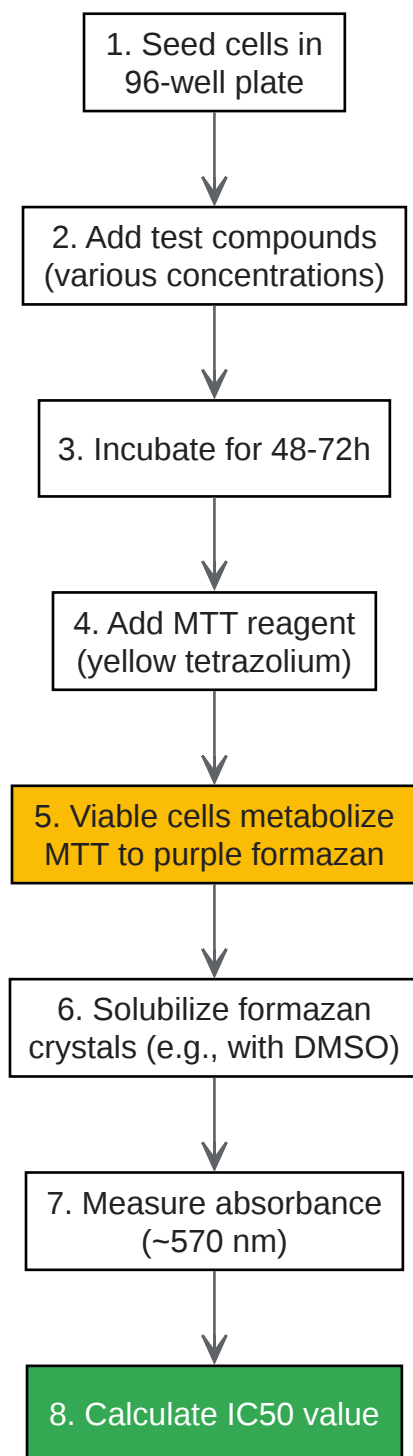 1. Seed cells in
96-well plate
2. Add test compounds
(various concentrations)
3. Incubate for 48-72h
4. Add MTT reagent
(yellow tetrazolium)
5. Viable cells metabolize
MTT to purple formazan
6. Solubilize formazan
crystals (e.g., with DMSO)
7. Measure absorbance
(~570 nm)
8. Calculate IC50 value